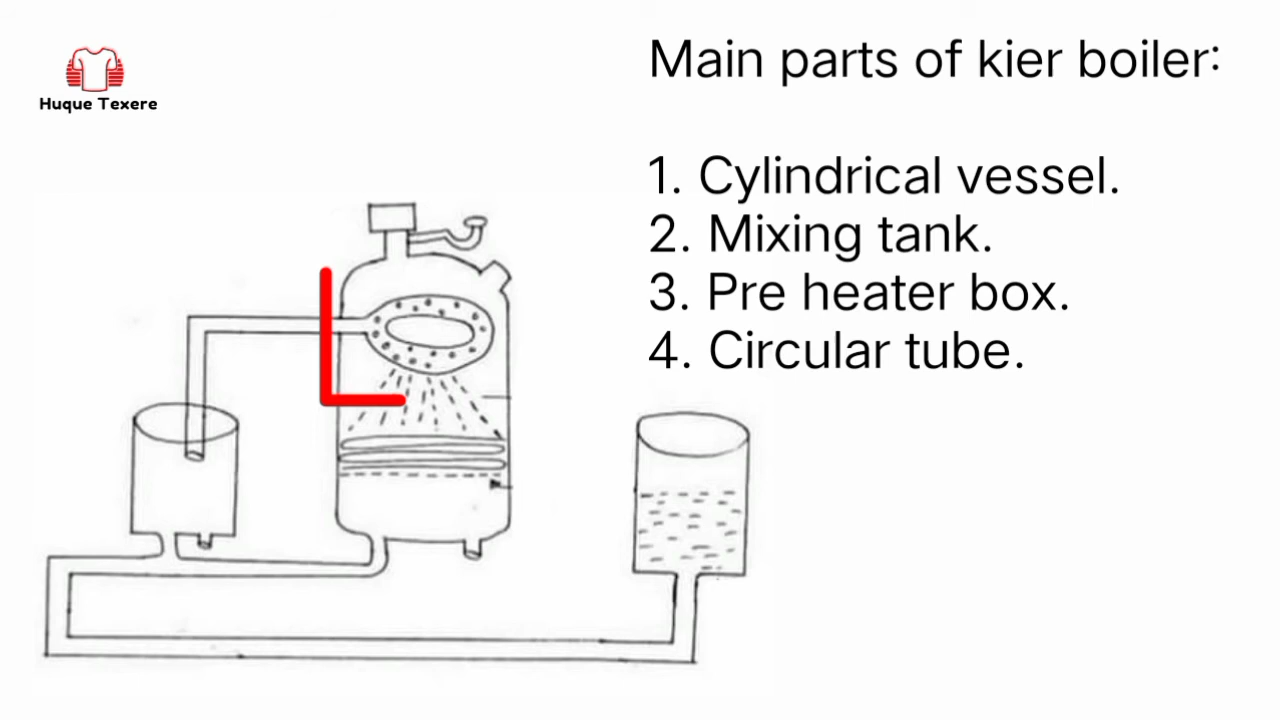 Huque Texere
Main parts of kier boiler:
1. Cylindrical vessel.
2. Mixing tank.
3. Pre heater box.
4. Circular tube.